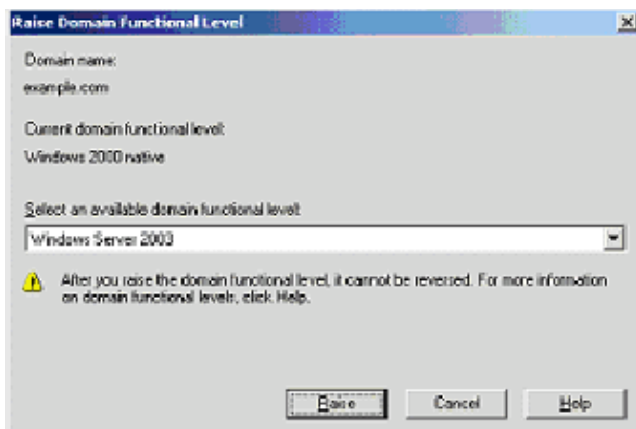 Raise Domain Functional Level
Domain name:
example.com
Current domain functional level:
Windows 2000 native
Select an available domain functional level:
Windows Server 2003
After you raise the domain functional level, it cannot be reversed. For more information
on domain functional levels, click Help.
Raise Cancel Help